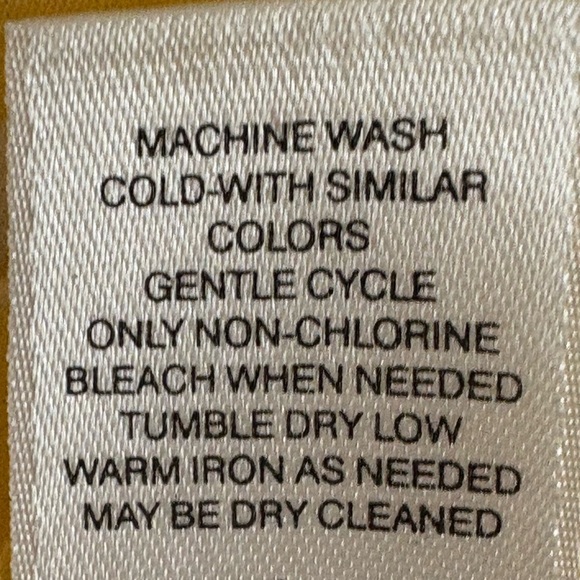 MACHINE WASH
COLD-WITH SIMILAR
COLORS
GENTLE CYCLE
ONLY NON-CHLORINE
BLEACH WHEN NEEDED
TUMBLE DRY LOW
WARM IRON AS NEEDED
MAY BE DRY CLEANED